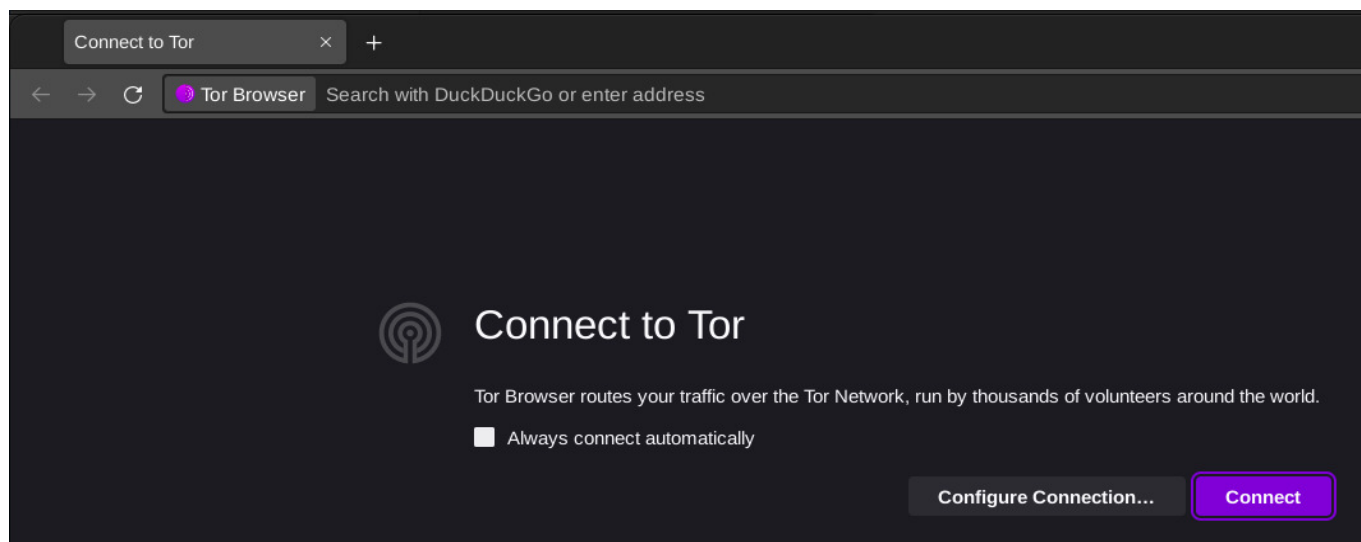 Connect to Tor
Tor Browser Search with DuckDuckGo or enter address
Connect to Tor
Tor Browser routes your traffic over the Tor Network, run by thousands of volunteers around the world.
Always connect automatically
Configure Connection… Connect